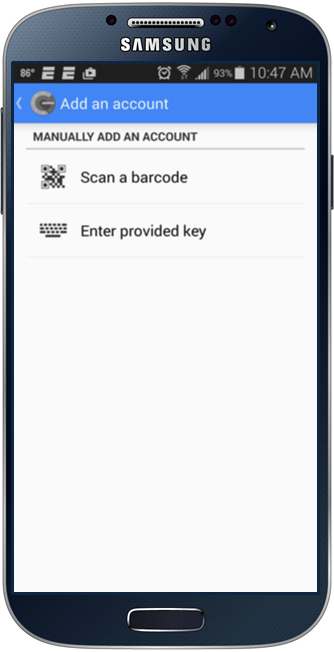 SAMSUNG
86° 93% 10:47 AM
Add an account
MANUALLY ADD AN ACCOUNT
Scan a barcode
Enter provided key